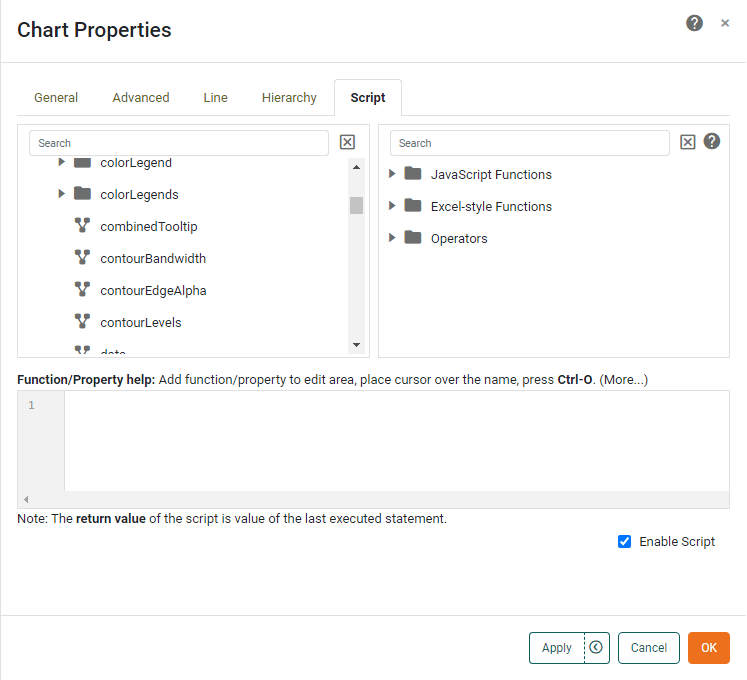 Chart Properties
General Advanced Line Hierarchy Script
Search
Search
colorLegend
colorLegends
combinedTooltip
contourBandwidth
contourEdgeAlpha
contourLevels
data
JavaScript Functions
Excel-style Functions
Operators
Function/Property help: Add function/property to edit area, place cursor over the name, press Ctrl-O. (More...)
1
Note: The return value of the script is value of the last executed statement.
Enable Script
Apply Cancel OK